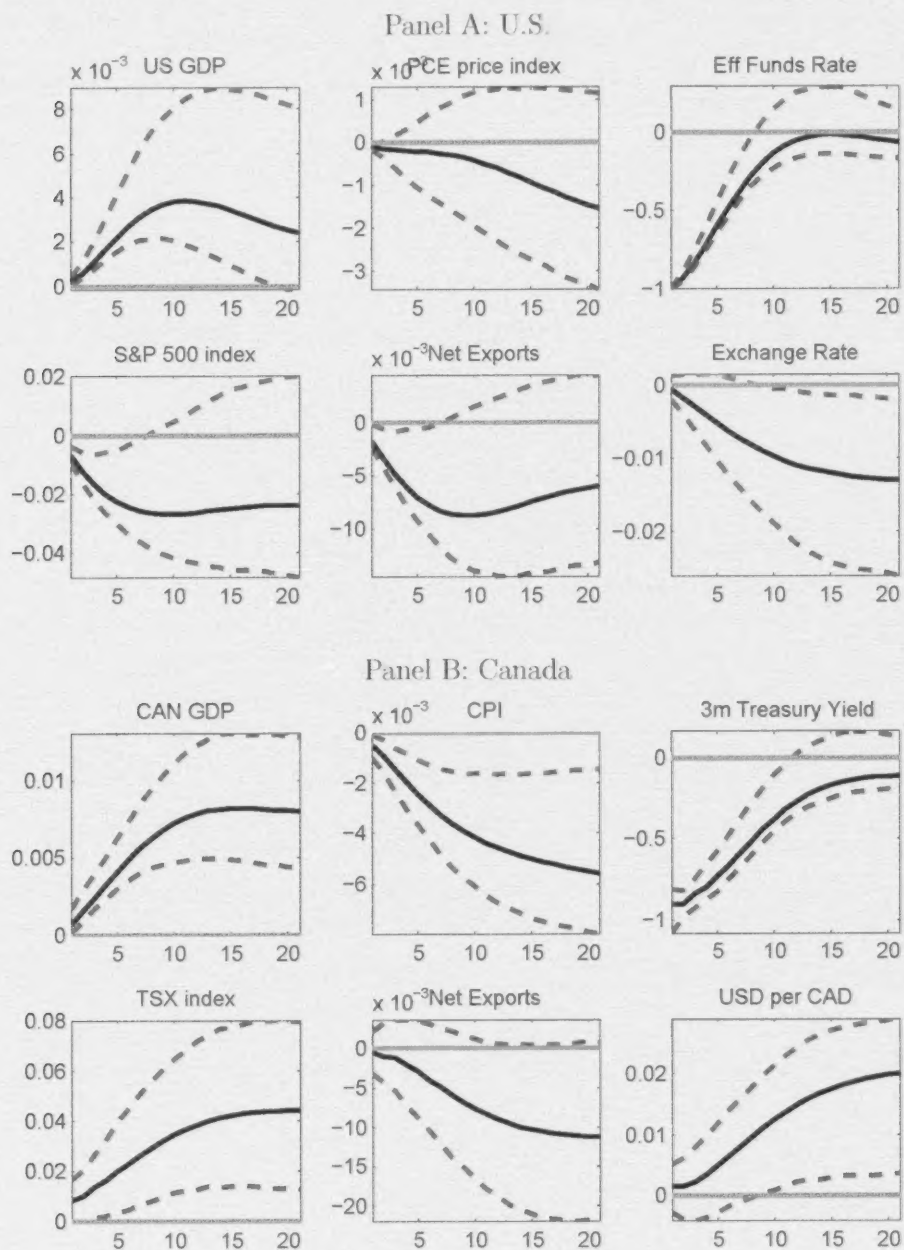 Panel A: U.S.
x 10⁻³ US GDP
8
6
4
2
0
5 10 15 20
x 10⁻³ PCE price index
1
0
−1
−2
−3
5 10 15 20
Eff Funds Rate
0
−0.5
−1
5 10 15 20
S&P 500 index
0.02
0
−0.02
−0.04
5 10 15 20
x 10⁻³ Net Exports
0
−5
−10
5 10 15 20
Exchange Rate
0
−0.01
−0.02
5 10 15 20
Panel B: Canada
CAN GDP
0.01
0.005
0
5 10 15 20
x 10⁻³ CPI
0
−2
−4
−6
5 10 15 20
3m Treasury Yield
0
−0.5
−1
5 10 15 20
TSX index
0.08
0.06
0.04
0.02
0
5 10 15 20
x 10⁻³ Net Exports
0
−5
−10
−15
−20
5 10 15 20
USD per CAD
0.02
0.01
0
5 10 15 20